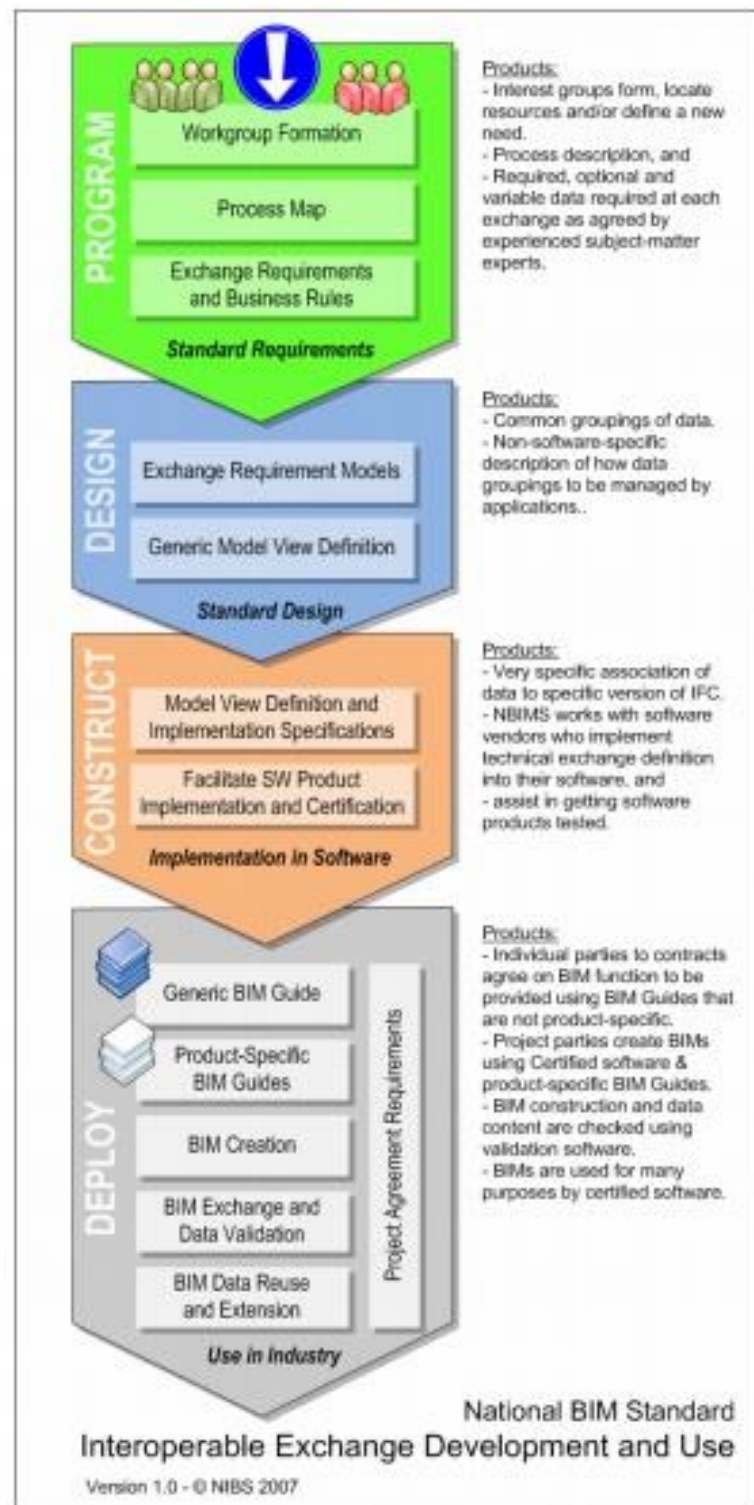 PROGRAM
Workgroup Formation
Process Map
Exchange Requirements
and Business Rules
Standard Requirements
Products:
- Interest groups form, locate
resources and/or define a new
need.
- Process description, and
- Required, optional and
variable data required at each
exchange as agreed by
experienced subject-matter
experts.
DESIGN
Exchange Requirement Models
Generic Model View Definition
Standard Design
Products:
- Common groupings of data.
- Non-software-specific
description of how data
groupings to be managed by
applications..
CONSTRUCT
Model View Definition and
Implementation Specifications
Facilitate SW Product
Implementation and Certification
Implementation in Software
Products:
- Very specific association of
data to specific version of IFC.
- NBIMS works with software
vendors who implement
technical exchange definition
into their software, and
- assist in getting software
products tested.
DEPLOY
Generic BIM Guide
Product-Specific
BIM Guides
BIM Creation
BIM Exchange and
Data Validation
BIM Data Reuse
and Extension
Project Agreement Requirements
Use in Industry
Products:
- Individual parties to contracts
agree on BIM function to be
provided using BIM Guides that
are not product-specific.
- Project parties create BIMs
using Certified software &
product-specific BIM Guides.
- BIM construction and data
content are checked using
validation software.
- BIMs are used for many
purposes by certified software.
National BIM Standard
Interoperable Exchange Development and Use
Version 1.0 - © NIBS 2007